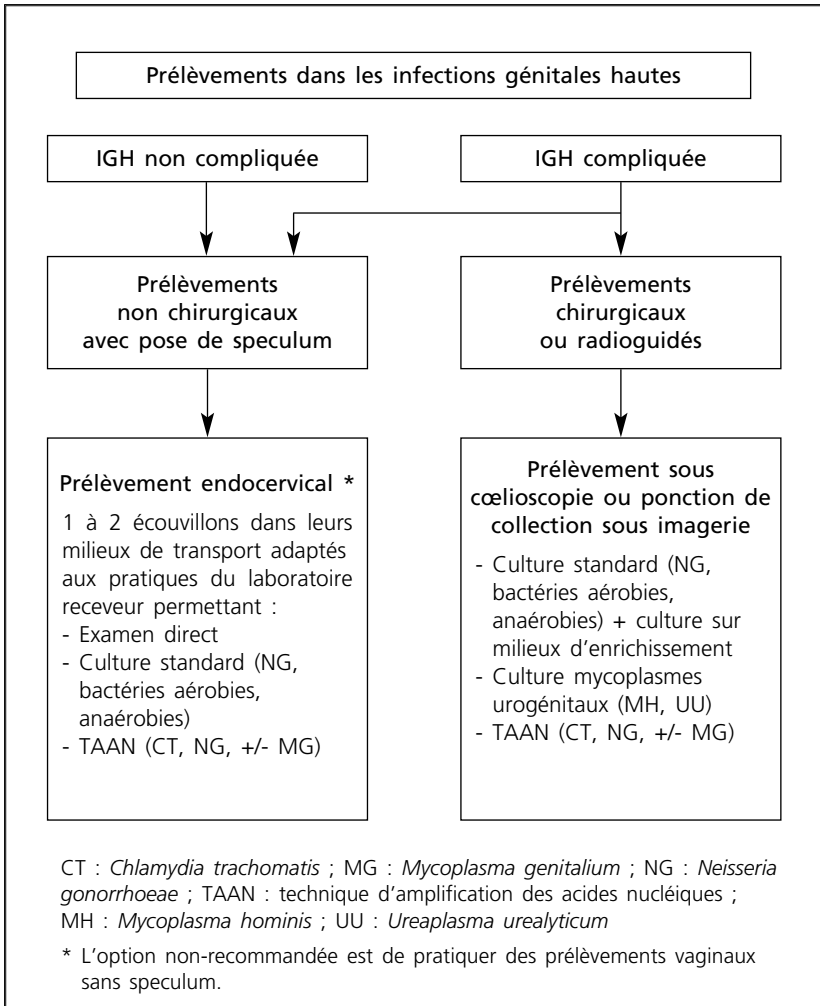 Prélèvements dans les infections génitales hautes
IGH non compliquée
IGH compliquée
Prélèvements
non chirurgicaux
avec pose de speculum
Prélèvements
chirurgicaux
ou radioguidés
Prélèvement endocervical *
1 à 2 écouvillons dans leurs
milieux de transport adaptés
aux pratiques du laboratoire
receveur permettant :
- Examen direct
- Culture standard (NG,
bactéries aérobies,
anaérobies)
- TAAN (CT, NG, +/- MG)
Prélèvement sous
cœlioscopie ou ponction de
collection sous imagerie
- Culture standard (NG,
bactéries aérobies,
anaérobies) + culture sur
milieux d'enrichissement
- Culture mycoplasmes
urogénitaux (MH, UU)
- TAAN (CT, NG, +/- MG)
CT : Chlamydia trachomatis ; MG : Mycoplasma genitalium ; NG : Neisseria
gonorrhoeae ; TAAN : technique d'amplification des acides nucléiques ;
MH : Mycoplasma hominis ; UU : Ureaplasma urealyticum
* L'option non-recommandée est de pratiquer des prélèvements vaginaux
sans speculum.